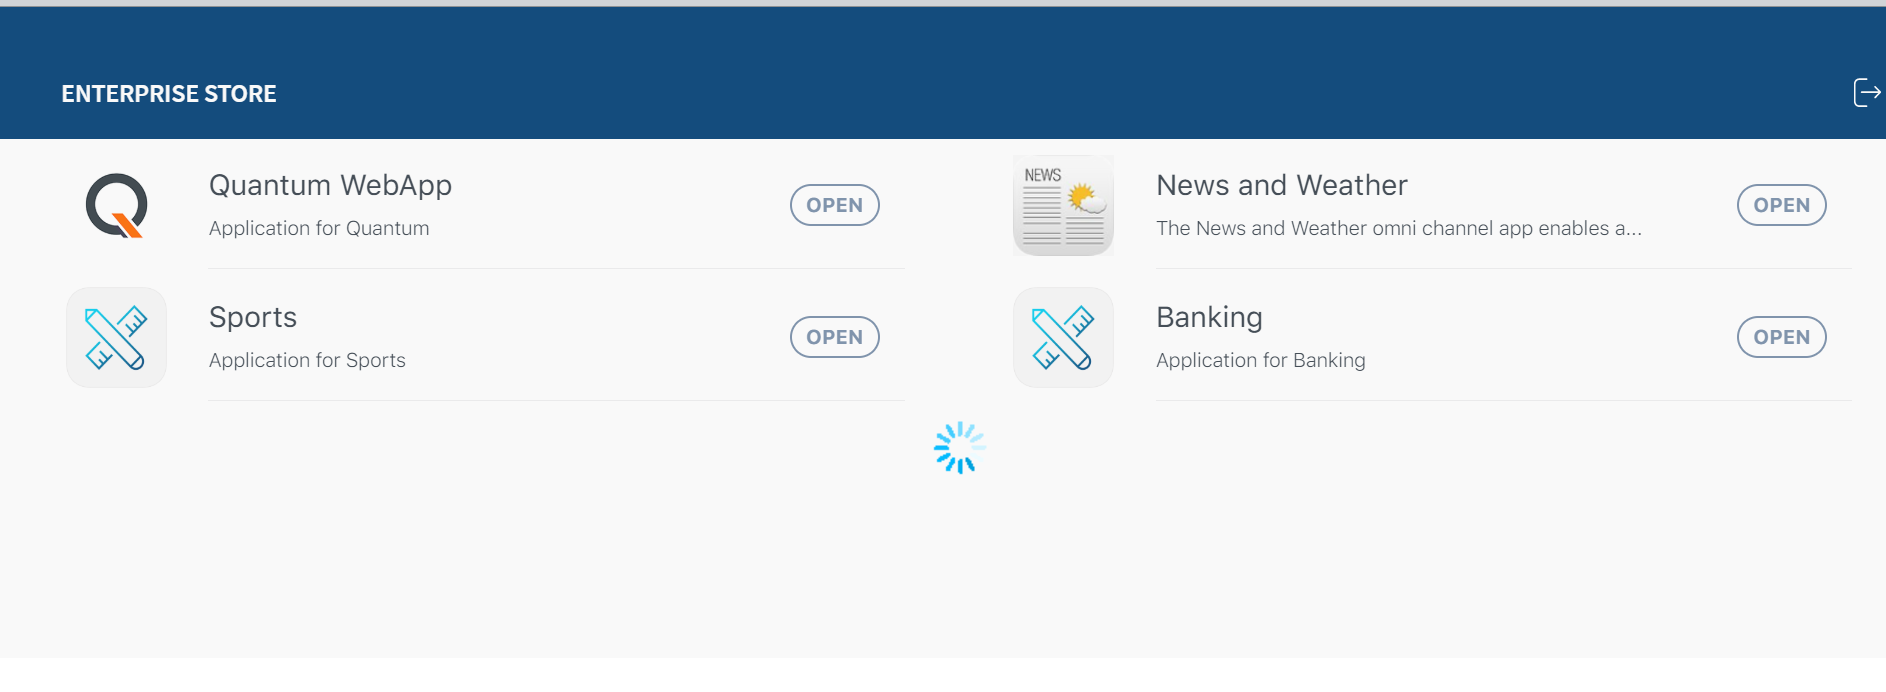 ENTERPRISE STORE
Quantum WebApp
OPEN
Application for Quantum
NEWS
News and Weather
OPEN
The News and Weather omni channel app enables a...
Sports
OPEN
Application for Sports
Banking
OPEN
Application for Banking